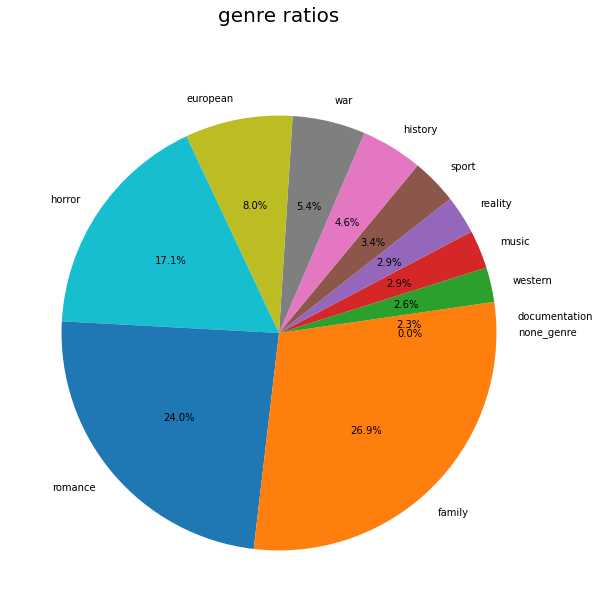 genre ratios
european
war
history
sport
reality
music
western
documentation
none_genre
family
romance
horror
8.0%
5.4%
4.6%
3.4%
2.9%
2.9%
2.6%
2.3%
0.0%
26.9%
24.0%
17.1%